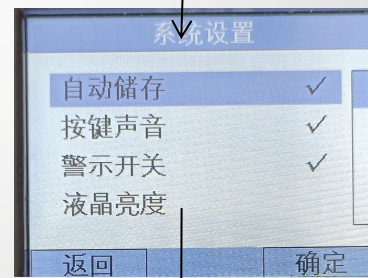 系统设置
自动储存 ✓
按键声音 ✓
警示开关 ✓
液晶亮度
返回 确定